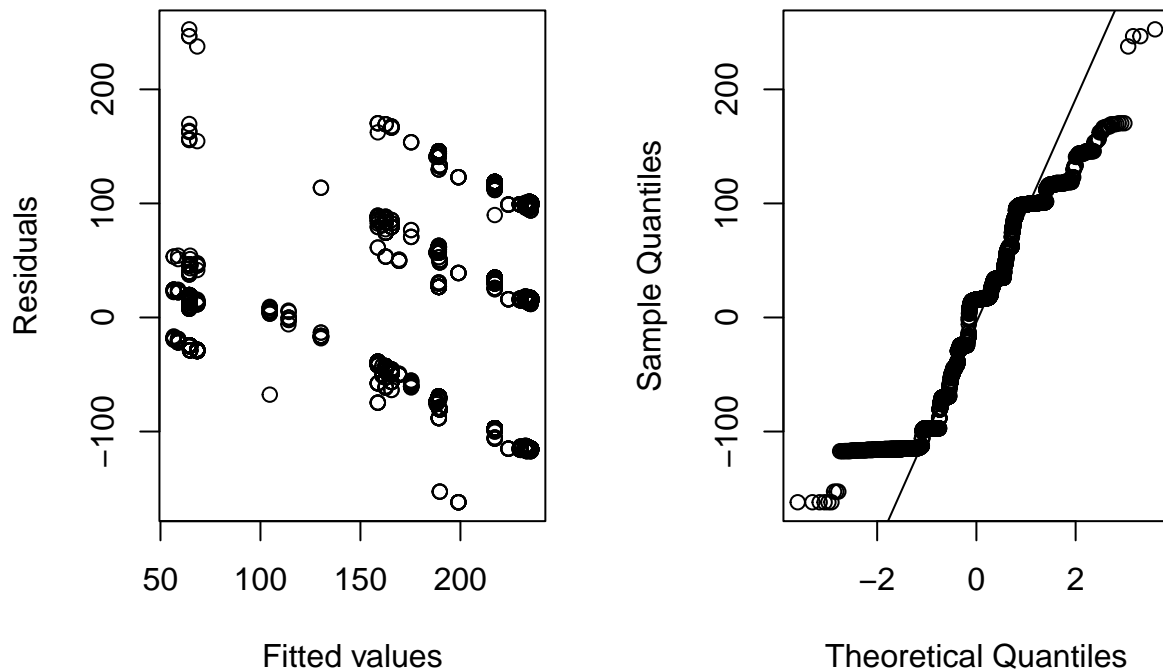 200
100
0
−100
Residuals
50 100 150 200
Fitted values
200
100
0
−100
Sample Quantiles
−2 0 2
Theoretical Quantiles